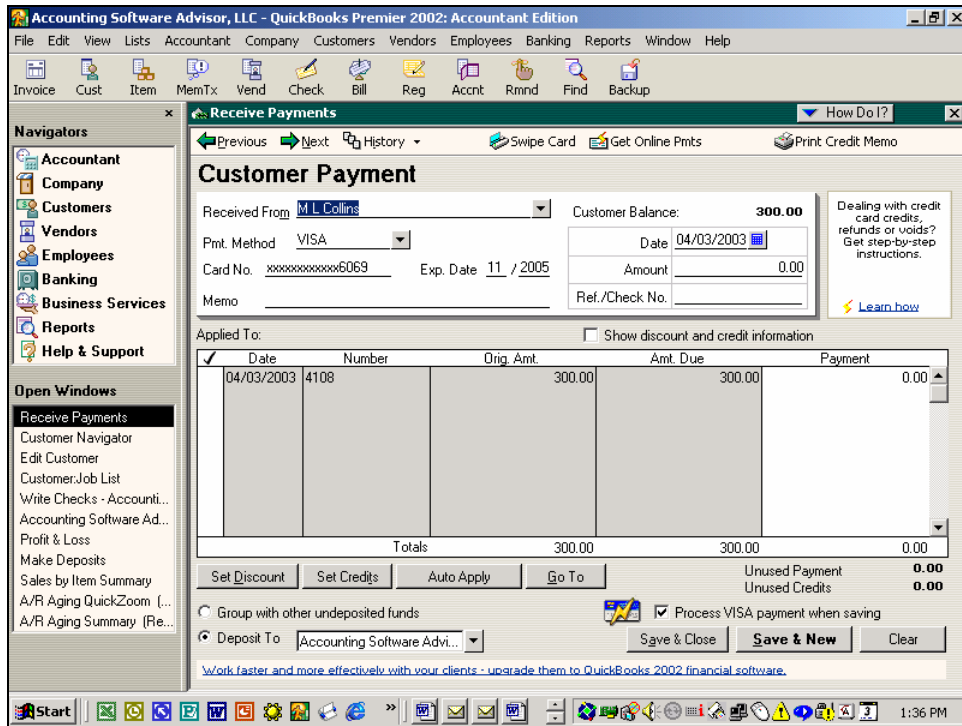 Accounting Software Advisor, LLC - QuickBooks Premier 2002: Accountant Edition
File Edit View Lists Accountant Company Customers Vendors Employees Banking Reports Window Help
Invoice Cust Item MemTx Vend Check Bill Reg Accnt Rmnd Find Backup
Navigators
Accountant
Company
Customers
Vendors
Employees
Banking
Business Services
Reports
Help & Support
Open Windows
Receive Payments
Customer Navigator
Edit Customer
Customer:Job List
Write Checks - Accounti...
Accounting Software Ad...
Profit & Loss
Make Deposits
Sales by Item Summary
A/R Aging QuickZoom (...
A/R Aging Summary (Re...
Receive Payments How Do I?
Previous Next History Swipe Card Get Online Pmts Print Credit Memo
Customer Payment
Received From M L Collins Customer Balance: 300.00
Pmt. Method VISA Date 04/03/2003
Card No. xxxxxxxxxxxx6069 Exp. Date 11 / 2005 Amount 0.00
Memo Ref./Check No.
Dealing with credit
card credits,
refunds or voids?
Get step-by-step
instructions.
Learn how
Applied To: Show discount and credit information
Date Number Orig. Amt. Amt. Due Payment
04/03/2003 4108 300.00 300.00 0.00
Totals 300.00 300.00 0.00
Set Discount Set Credits Auto Apply Go To
Unused Payment 0.00
Unused Credits 0.00
Group with other undeposited funds Process VISA payment when saving
Deposit To Accounting Software Advi... Save & Close Save & New Clear
Work faster and more effectively with your clients - upgrade them to QuickBooks 2002 financial software.
Start 1:36 PM